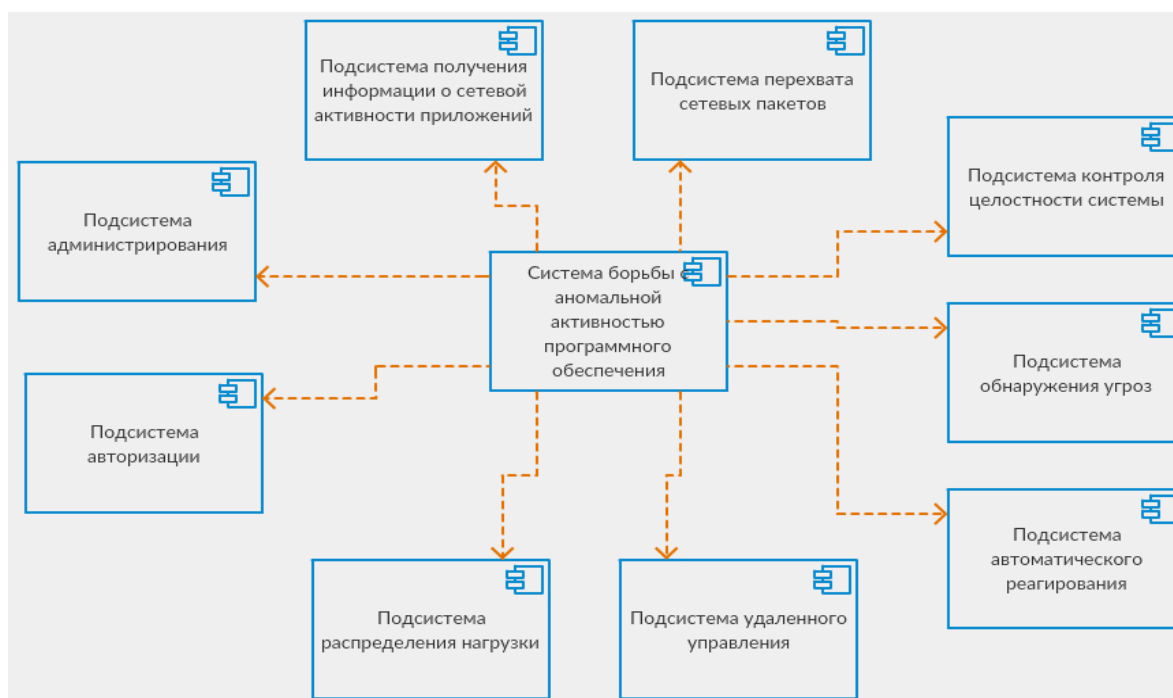 Подсистема получения
информации о сетевой
активности приложений
Подсистема перехвата
сетевых пакетов
Подсистема контроля
целостности системы
Подсистема
администрирования
Система борьбы с
аномальной
активностью
программного
обеспечения
Подсистема
обнаружения угроз
Подсистема
авторизации
Подсистема
автоматического
реагирования
Подсистема
распределения нагрузки
Подсистема удаленного
управления